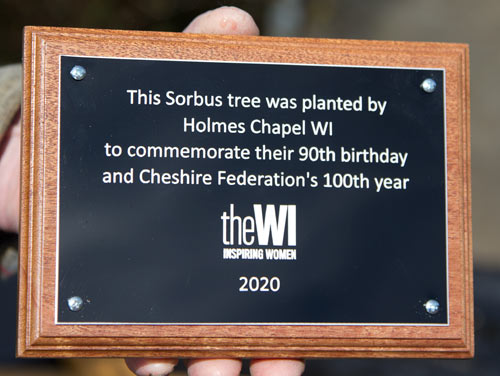 This Sorbus tree was planted by
Holmes Chapel WI
to commemorate their 90th birthday
and Cheshire Federation's 100th year
theWI
INSPIRING WOMEN
2020